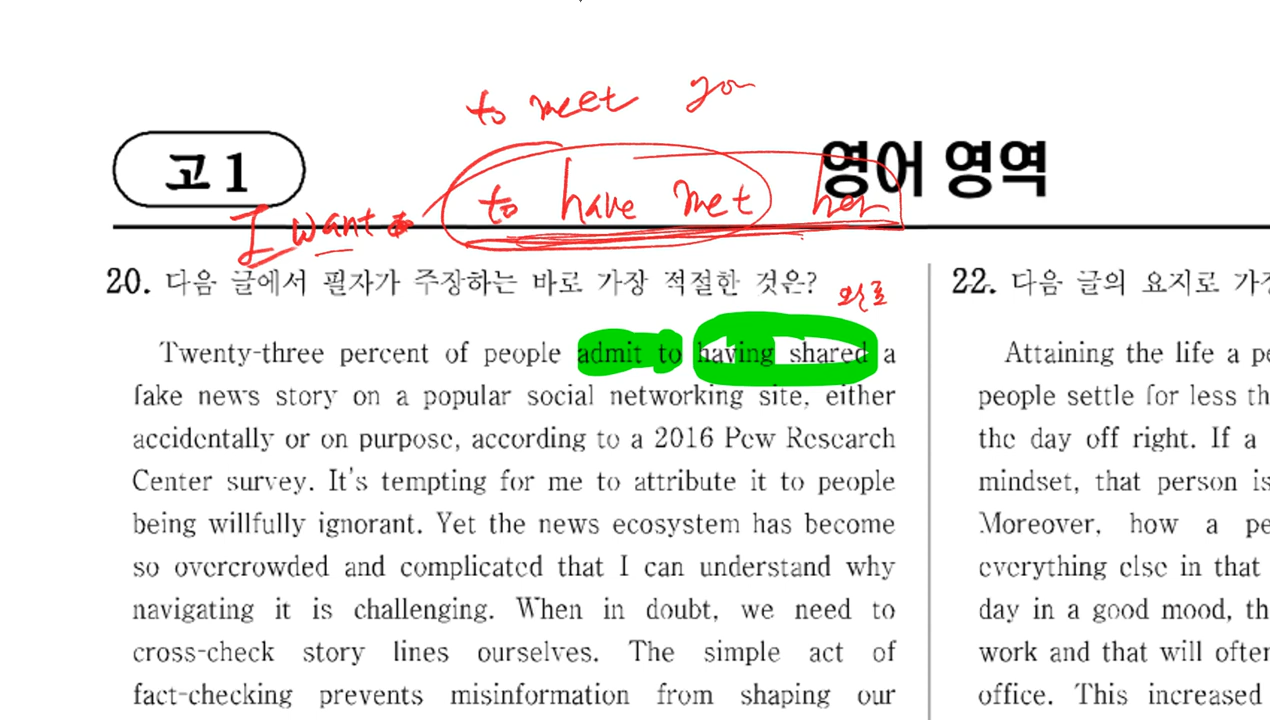 to meet you
고1
영어 영역
I want to have met her
20. 다음 글에서 필자가 주장하는 바로 가장 적절한 것은?
완료
Twenty-three percent of people admit to having shared a
fake news story on a popular social networking site, either
accidentally or on purpose, according to a 2016 Pew Research
Center survey. It's tempting for me to attribute it to people
being willfully ignorant. Yet the news ecosystem has become
so overcrowded and complicated that I can understand why
navigating it is challenging. When in doubt, we need to
cross-check story lines ourselves. The simple act of
fact-checking prevents misinformation from shaping our
22. 다음 글의 요지로 가장
Attaining the life a pe
people settle for less th
the day off right. If a
mindset, that person is
Moreover, how a pe
everything else in that
day in a good mood, th
work and that will often
office. This increased